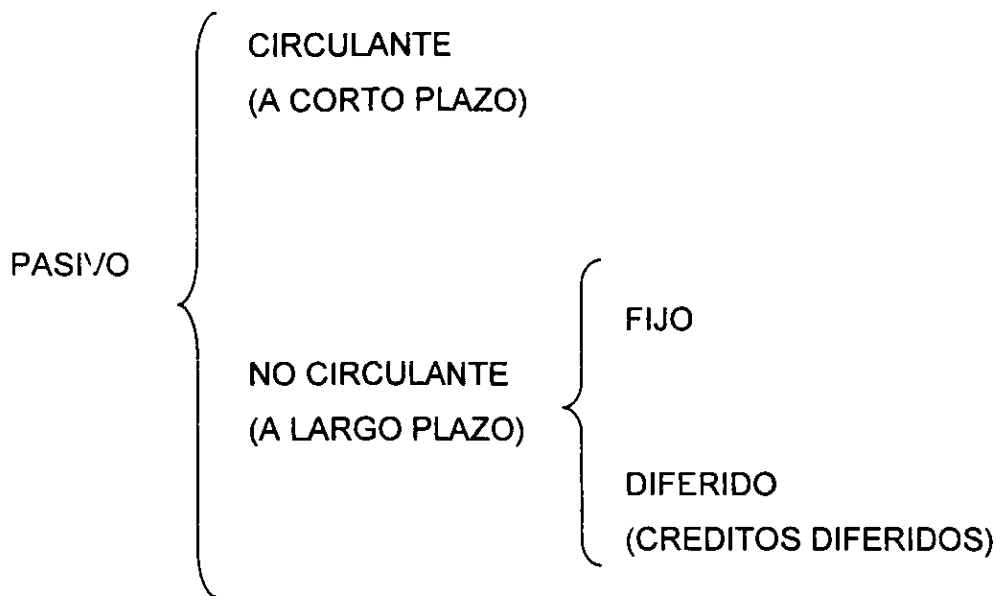 CIRCULANTE
(A CORTO PLAZO)
PASIVO
FIJO
NO CIRCULANTE
(A LARGO PLAZO)
DIFERIDO
(CREDITOS DIFERIDOS)